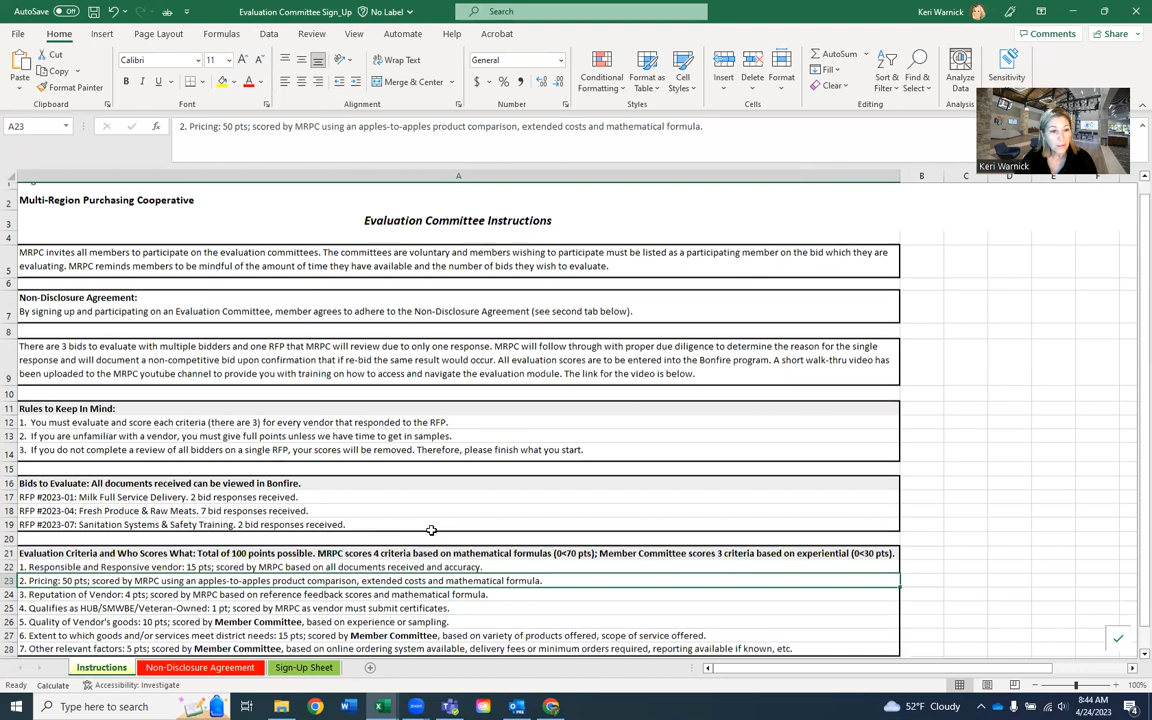 AutoSave Off Evaluation Committee Sign_Up No Label Search Keri Warnick
File Home Insert Page Layout Formulas Data Review View Automate Help Acrobat Comments Share
Paste Cut Copy Format Painter Clipboard
Calibri 11 B I U A Font
Wrap Text Merge & Center Alignment
General $ % Number
Conditional Formatting Format as Table Cell Styles Styles
Insert Delete Format Cells
AutoSum Fill Clear Sort & Filter Find & Select Editing
Analyze Data Analysis Sensitivity
Keri Warnick
A23 fx 2. Pricing: 50 pts; scored by MRPC using an apples-to-apples product comparison, extended costs and mathematical formula.
A B C D E F
2 Multi-Region Purchasing Cooperative
3 Evaluation Committee Instructions
4
MRPC invites all members to participate on the evaluation committees. The committees are voluntary and members wishing to participate must be listed as a participating member on the bid which they are
5 evaluating. MRPC reminds members to be mindful of the amount of time they have available and the number of bids they wish to evaluate.
6
Non-Disclosure Agreement:
7 By signing up and participating on an Evaluation Committee, member agrees to adhere to the Non-Disclosure Agreement (see second tab below).
8
There are 3 bids to evaluate with multiple bidders and one RFP that MRPC will review due to only one response. MRPC will follow through with proper due diligence to determine the reason for the single
response and will document a non-competitive bid upon confirmation that if re-bid the same result would occur. All evaluation scores are to be entered into the Bonfire program. A short walk-thru video has
9 been uploaded to the MRPC youtube channel to provide you with training on how to access and navigate the evaluation module. The link for the video is below.
10
11 Rules to Keep In Mind:
12 1. You must evaluate and score each criteria (there are 3) for every vendor that responded to the RFP.
13 2. If you are unfamiliar with a vendor, you must give full points unless we have time to get in samples.
14 3. If you do not complete a review of all bidders on a single RFP, your scores will be removed. Therefore, please finish what you start.
15
16 Bids to Evaluate: All documents received can be viewed in Bonfire.
17 RFP #2023-01: Milk Full Service Delivery. 2 bid responses received.
18 RFP #2023-04: Fresh Produce & Raw Meats. 7 bid responses received.
19 RFP #2023-07: Sanitation Systems & Safety Training. 2 bid responses received.
20
21 Evaluation Criteria and Who Scores What: Total of 100 points possible. MRPC scores 4 criteria based on mathematical formulas (0<70 pts); Member Committee scores 3 criteria based on experiential (0<30 pts).
22 1. Responsible and Responsive vendor: 15 pts; scored by MRPC based on all documents received and accuracy.
23 2. Pricing: 50 pts; scored by MRPC using an apples-to-apples product comparison, extended costs and mathematical formula.
24 3. Reputation of Vendor: 4 pts; scored by MRPC based on reference feedback scores and mathematical formula.
25 4. Qualifies as HUB/SMWBE/Veteran-Owned: 1 pt; scored by MRPC as vendor must submit certificates.
26 5. Quality of Vendor's goods: 10 pts; scored by Member Committee, based on experience or sampling.
27 6. Extent to which goods and/or services meet district needs: 15 pts; scored by Member Committee, based on variety of products offered, scope of service offered.
28 7. Other relevant factors: 5 pts; scored by Member Committee, based on online ordering system available, delivery fees or minimum orders required, reporting available if known, etc.
Instructions Non-Disclosure Agreement Sign-Up Sheet
Ready Calculate Accessibility: Investigate 100%
Type here to search 52°F Cloudy 8:44 AM
4/24/2023